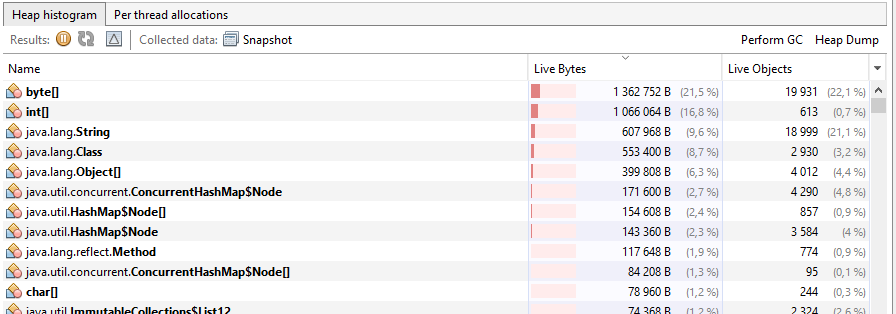 Heap histogram Per thread allocations
Results: Collected data: Snapshot Perform GC Heap Dump
Name Live Bytes Live Objects
byte[] 1 362 752 B (21,5 %) 19 931 (22,1 %)
int[] 1 066 064 B (16,8 %) 613 (0,7 %)
java.lang.String 607 968 B (9,6 %) 18 999 (21,1 %)
java.lang.Class 553 400 B (8,7 %) 2 930 (3,2 %)
java.lang.Object[] 399 808 B (6,3 %) 4 012 (4,4 %)
java.util.concurrent.ConcurrentHashMap$Node 171 600 B (2,7 %) 4 290 (4,8 %)
java.util.HashMap$Node[] 154 608 B (2,4 %) 857 (0,9 %)
java.util.HashMap$Node 143 360 B (2,3 %) 3 584 (4 %)
java.lang.reflect.Method 117 648 B (1,9 %) 774 (0,9 %)
java.util.concurrent.ConcurrentHashMap$Node[] 84 208 B (1,3 %) 95 (0,1 %)
char[] 78 960 B (1,2 %) 244 (0,3 %)
java.util.ImmutableCollections$List12 74 368 B (1,2 %) 2 324 (2,6 %)